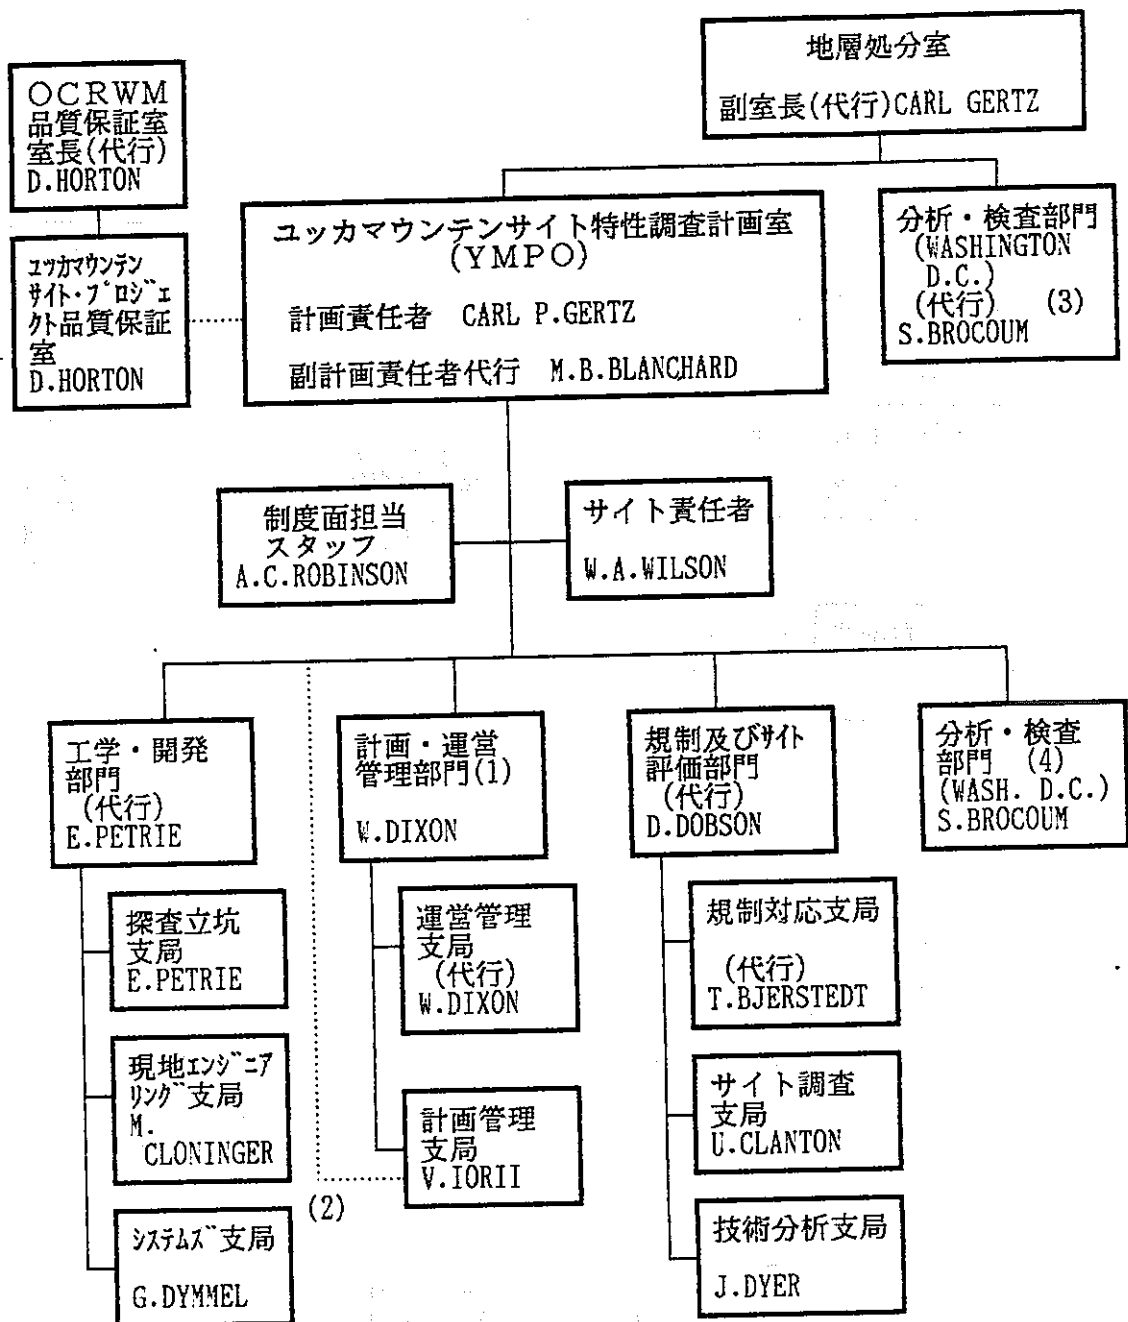 地層処分室
副室長(代行)CARL GERTZ
OCRWM
品質保証室
室長(代行)
D.HORTON
ユッカマウンテン
サイト・プロジェ
クト品質保証
室
D.HORTON
ユッカマウンテンサイト特性調査計画室
(YMPO)
計画責任者 CARL P.GERTZ
副計画責任者代行 M.B.BLANCHARD
分析・検査部門
(WASHINGTON
D.C.)
(代行) (3)
S.BROCOUM
制度面担当
スタッフ
A.C.ROBINSON
サイト責任者
W.A.WILSON
工学・開発
部門
(代行)
E.PETRIE
計画・運営
管理部門(1)
W.DIXON
規制及びサイト
評価部門
(代行)
D.DOBSON
分析・検査
部門 (4)
(WASH. D.C.)
S.BROCOUM
探査立坑
支局
E.PETRIE
現地エンジニア
リング支局
M.
CLONINGER
システムズ支局
G.DYMMEL
運営管理
支局
(代行)
W.DIXON
計画管理
支局
V.IORII
(2)
規制対応支局
(代行)
T.BJERSTEDT
サイト調査
支局
U.CLANTON
技術分析支局
J.DYER